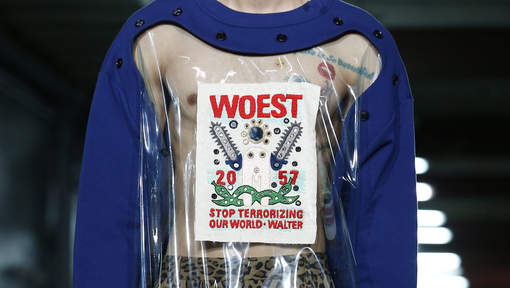 WOEST
20 57
STOP TERRORIZING
OUR WORLD • WALTER